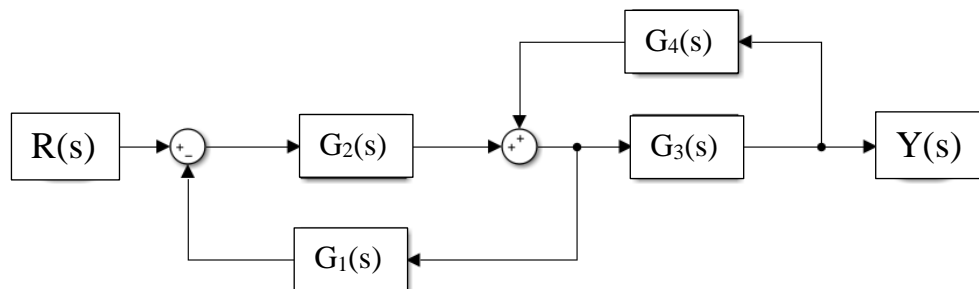 G₄(s)
R(s)
+
−
G₂(s)
+
+
G₃(s)
Y(s)
G₁(s)